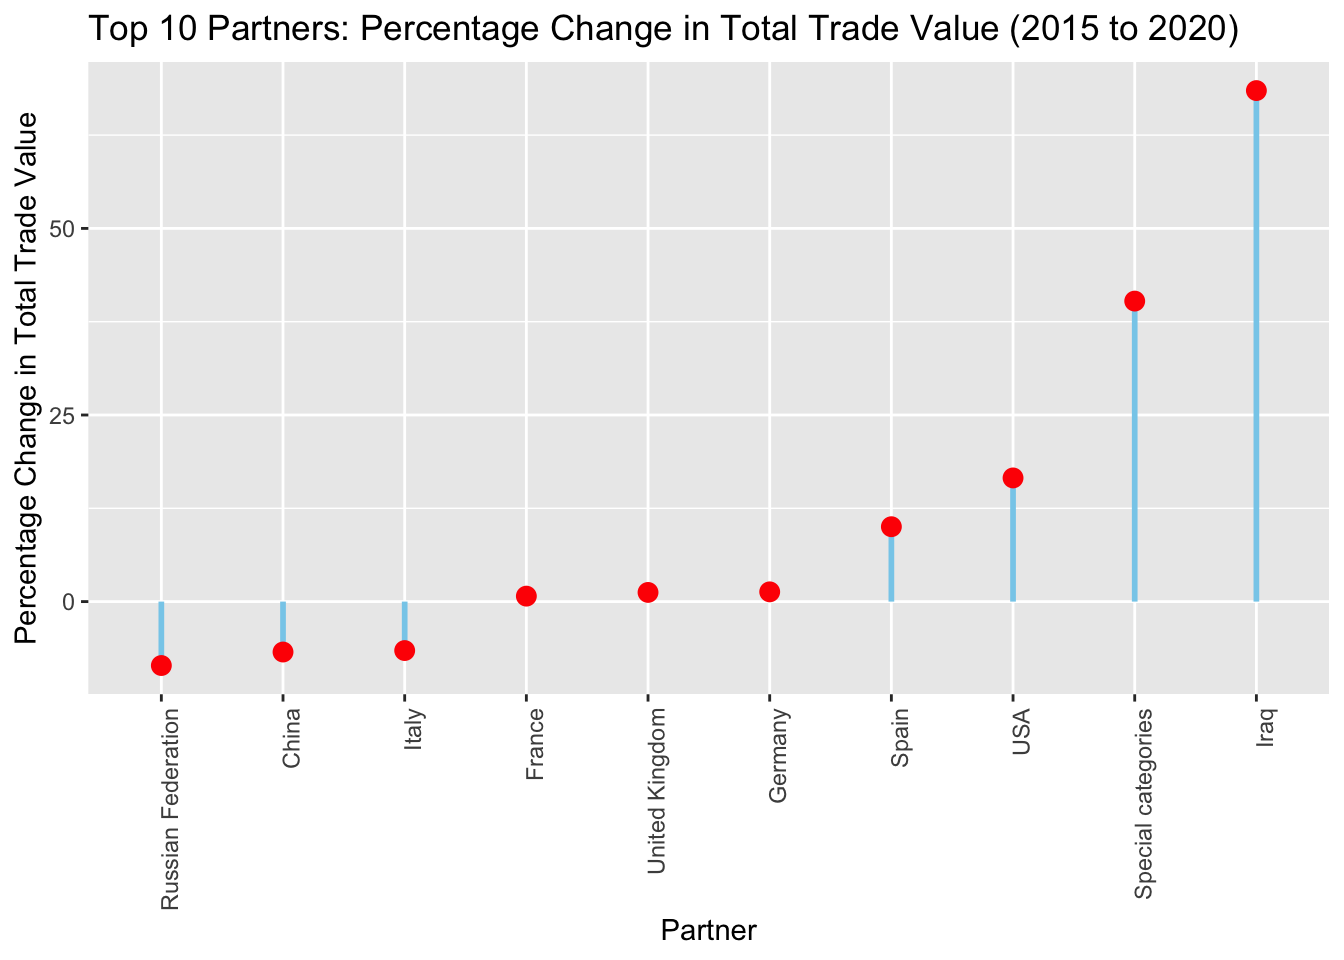 Top 10 Partners: Percentage Change in Total Trade Value (2015 to 2020)
Percentage Change in Total Trade Value
50
25
0
Russian Federation
China
Italy
France
United Kingdom
Germany
Spain
USA
Special categories
Iraq
Partner